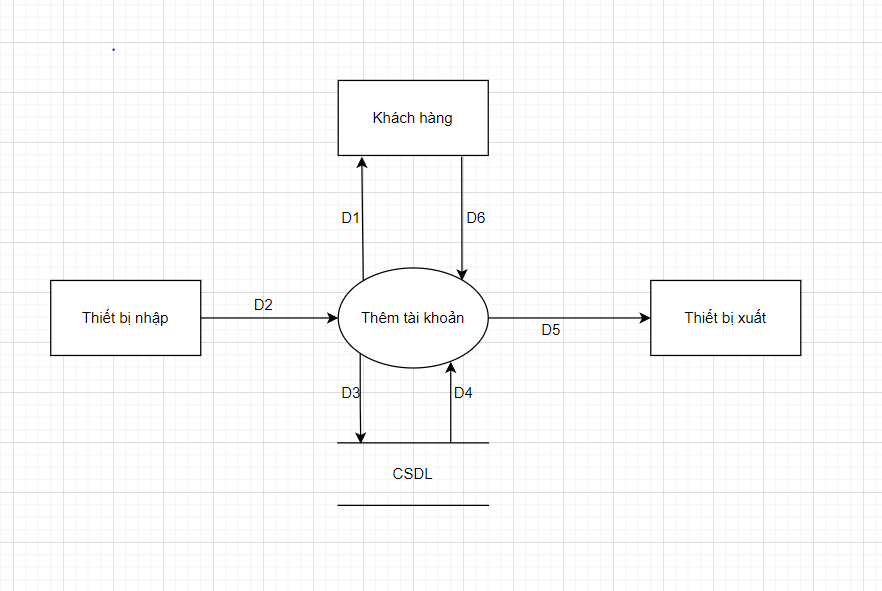 Khách hàng
D1
D6
D2
Thiết bị nhập
Thêm tài khoản
Thiết bị xuất
D5
D3
D4
CSDL